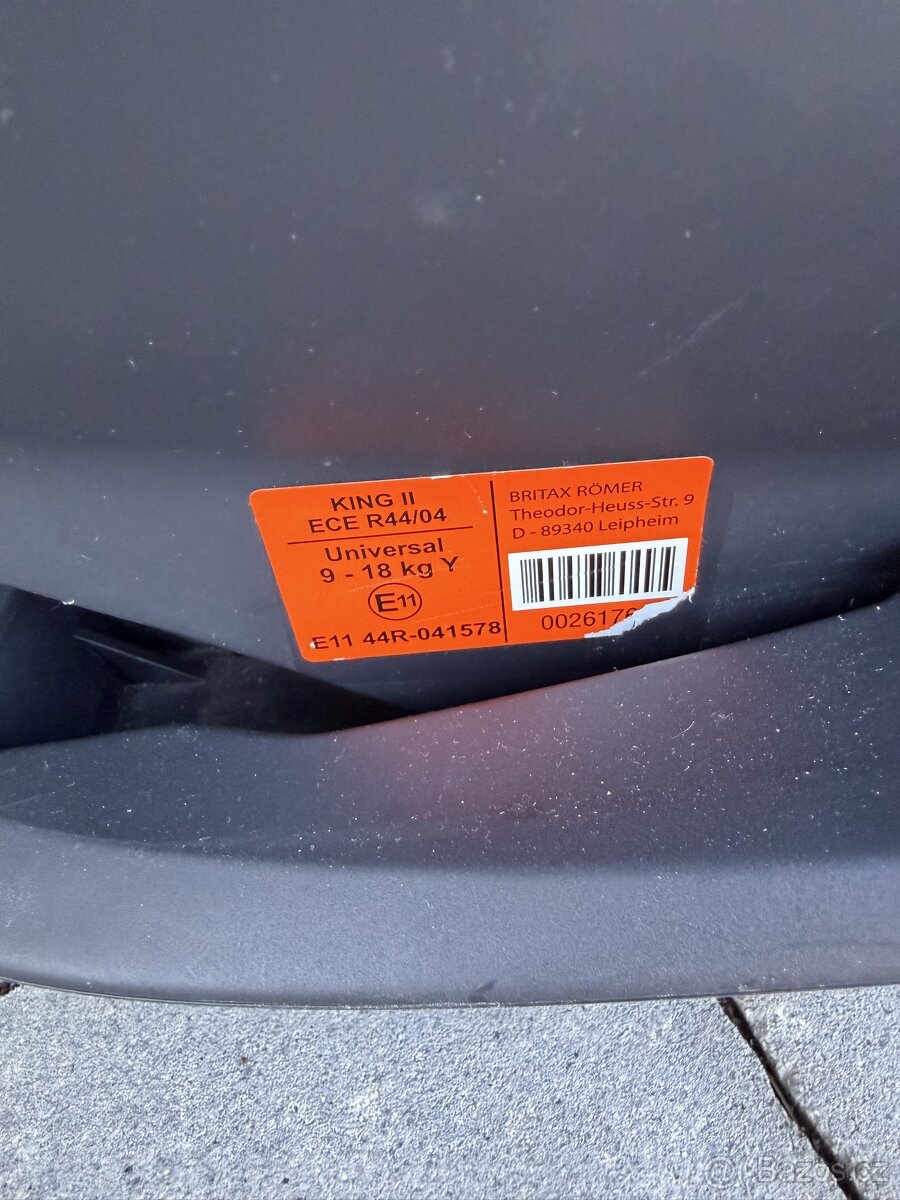 KING II
ECE R44/04
Universal
9 - 18 kg Y
E11
E11 44R-041578
BRITAX RÖMER
Theodor-Heuss-Str. 9
D - 89340 Leipheim
Bazos.cz